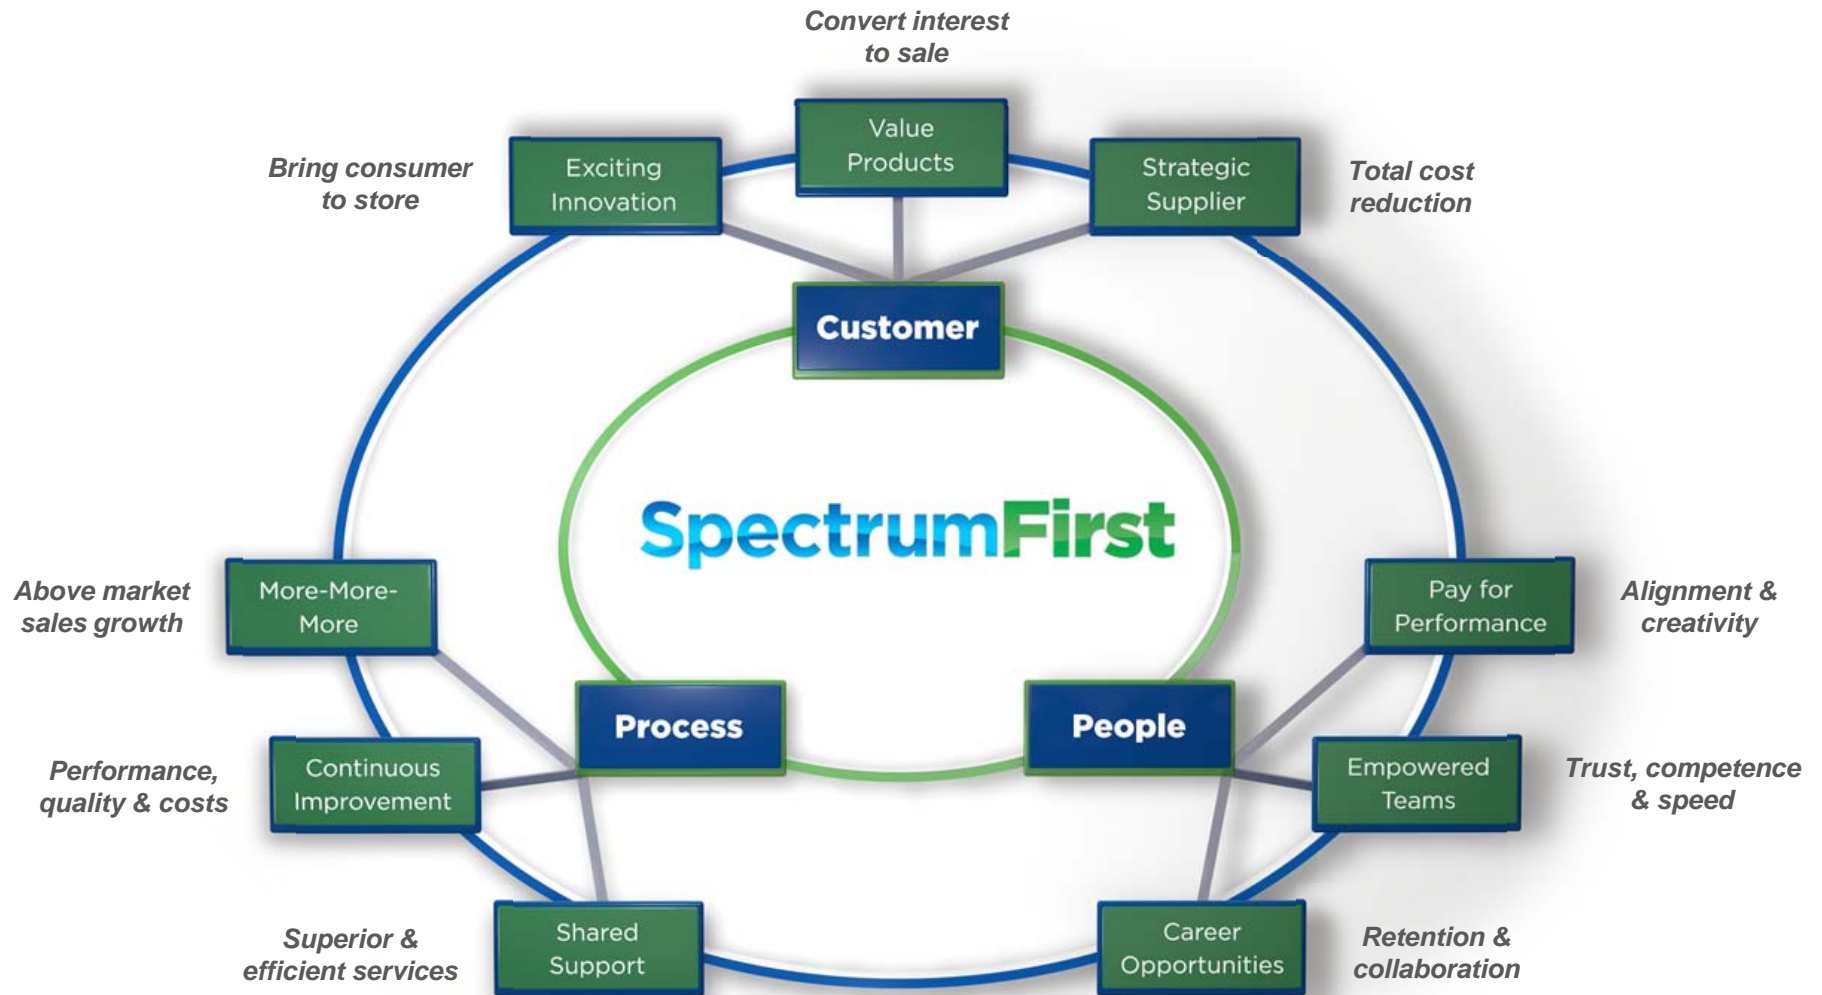 Convert interest
to sale
Value
Products
Bring consumer
to store
Exciting
Innovation
Strategic
Supplier
Total cost
reduction
Customer
SpectrumFirst
Above market
sales growth
More-More-
More
Pay for
Performance
Alignment &
creativity
Process
People
Performance,
quality & costs
Continuous
Improvement
Empowered
Teams
Trust, competence
& speed
Superior &
efficient services
Shared
Support
Career
Opportunities
Retention &
collaboration